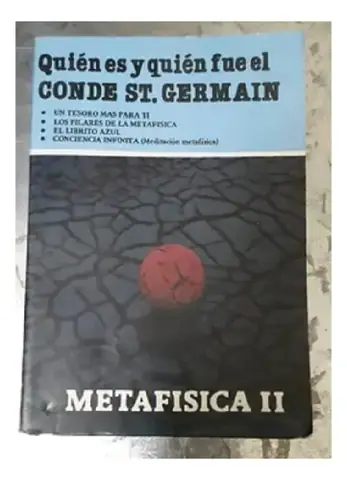 Quién es y quién fue el
CONDE ST. GERMAIN
• UN TESORO MAS PARA TI
• LOS PILARES DE LA METAFISICA
• EL LIBRITO AZUL
• CONCIENCIA INFINITA (Meditación metafísica)
METAFISICA II